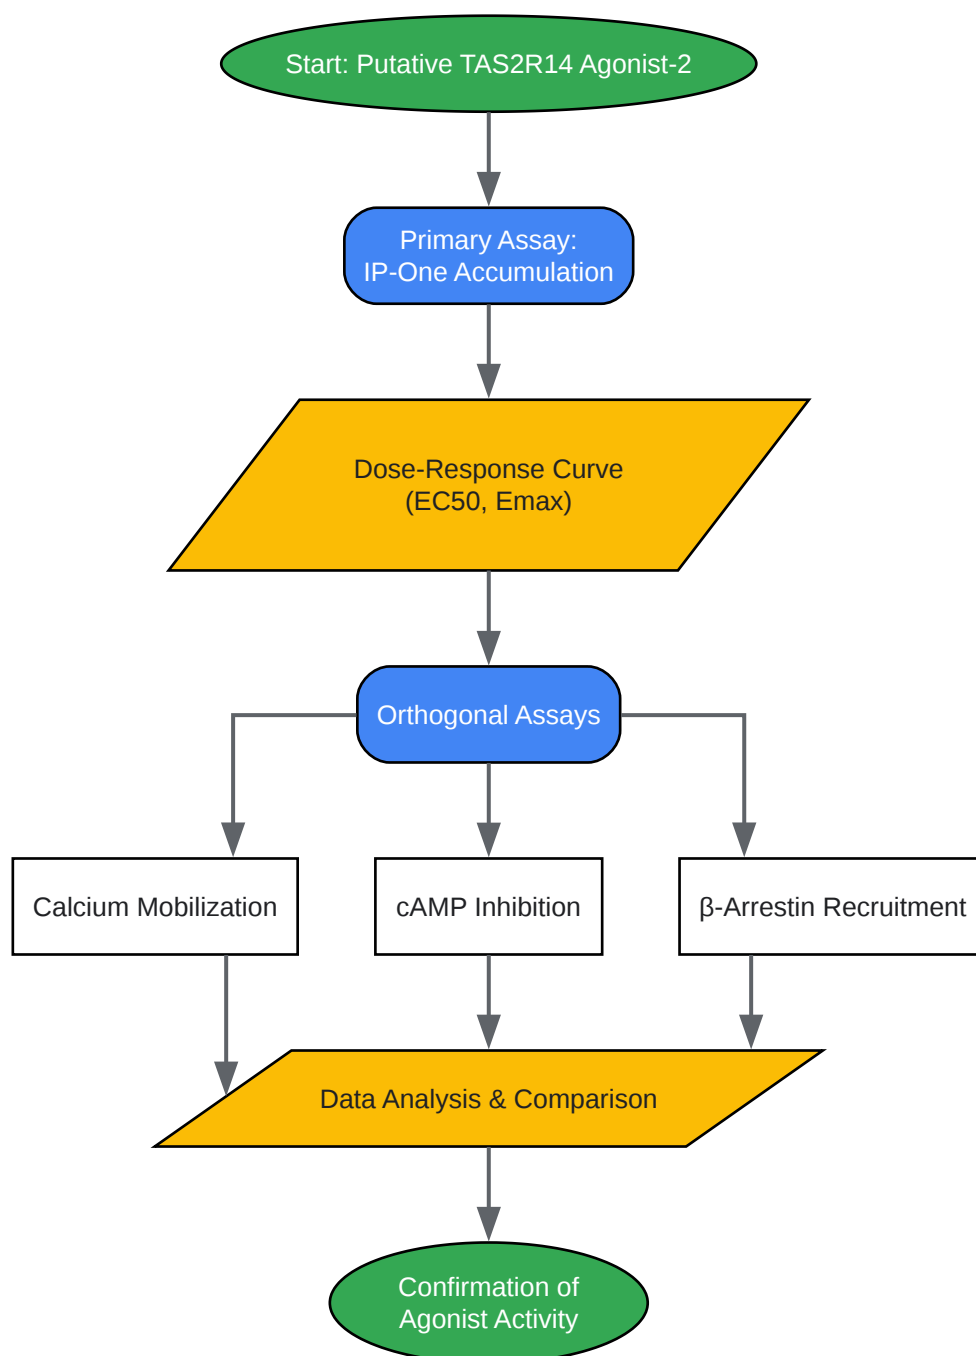 Start: Putative TAS2R14 Agonist-2
Primary Assay:
IP-One Accumulation
Dose-Response Curve
(EC50, Emax)
Orthogonal Assays
Calcium Mobilization
cAMP Inhibition
β-Arrestin Recruitment
Data Analysis & Comparison
Confirmation of
Agonist Activity